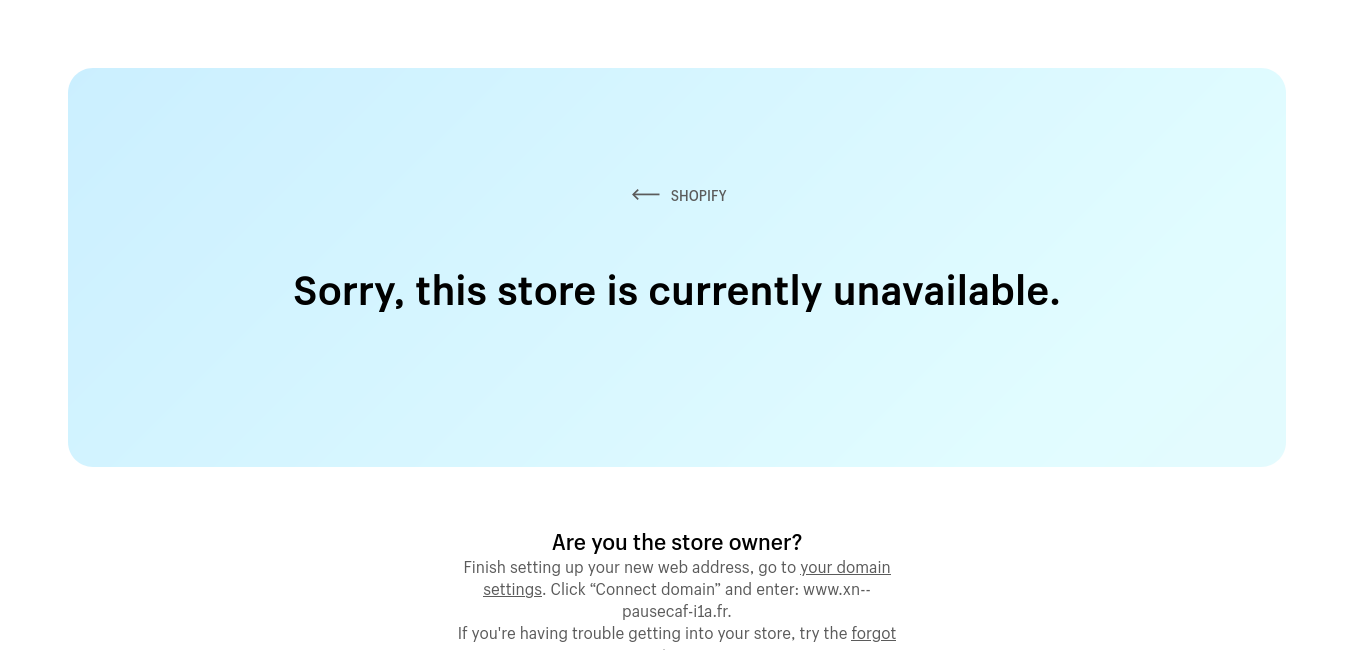 SHOPIFY
Sorry, this store is currently unavailable.
Are you the store owner?
Finish setting up your new web address, go to your domain
settings. Click “Connect domain” and enter: www.xn--
pausecaf-i1a.fr.
If you're having trouble getting into your store, try the forgot